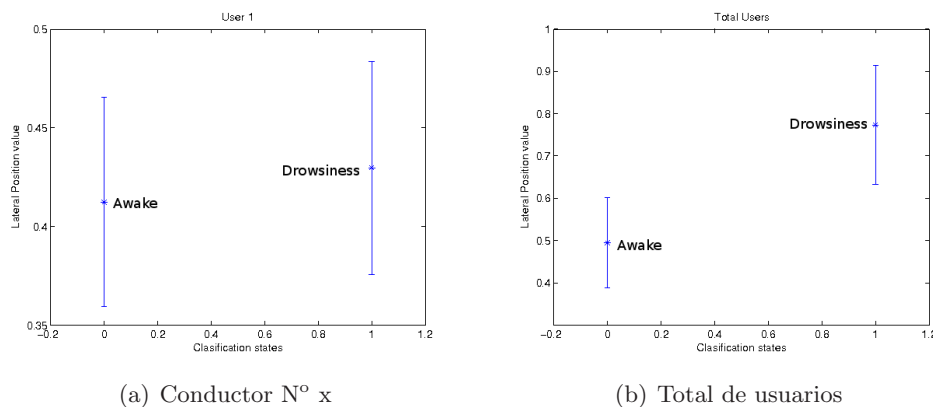 User 1
0.5
0.45
0.4
0.35
Lateral Position value
Drowsiness
Awake
−0.2 0 0.2 0.4 0.6 0.8 1 1.2
Clasification states
(a) Conductor Nº x
Total Users
1
0.9
0.8
0.7
0.6
0.5
0.4
Lateral Position value
Drowsiness
Awake
−0.2 0 0.2 0.4 0.6 0.8 1 1.2
Clasification states
(b) Total de usuarios